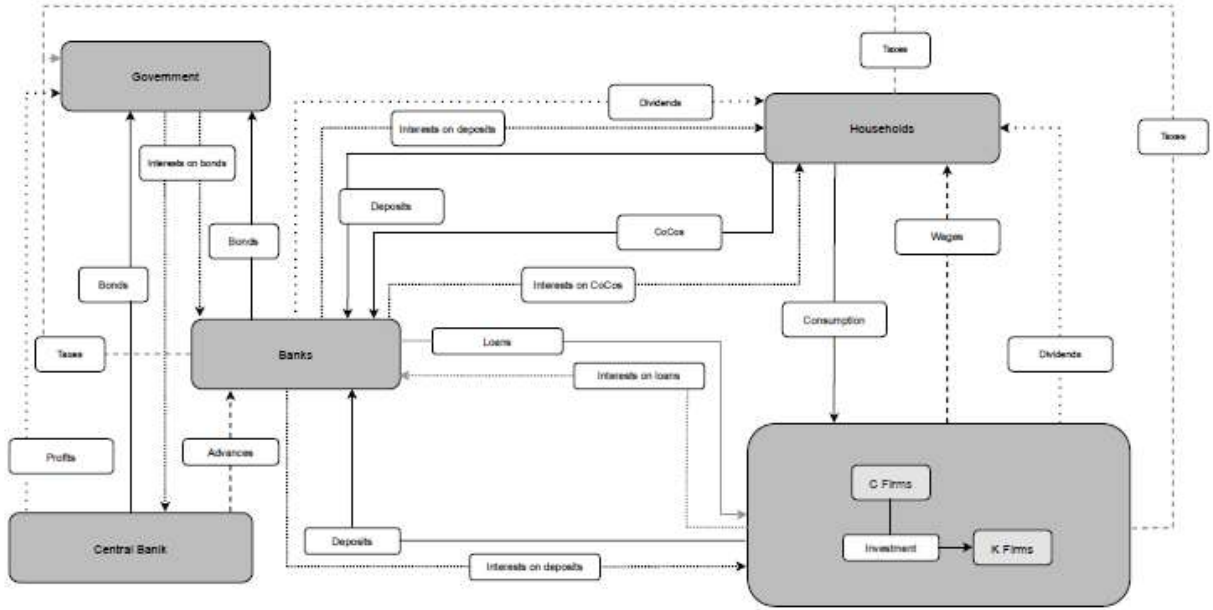 Taxes
Government
Dividends
Households
Interests on deposits
Taxes
Interests on bonds
Deposits
CoCos
Wages
Bonds
Bonds
Interests on CoCos
Consumption
Loans
Taxes
Banks
Dividends
Interests on loans
Profits
Advances
C Firms
Central Bank
Deposits
Investment
K Firms
Interests on deposits